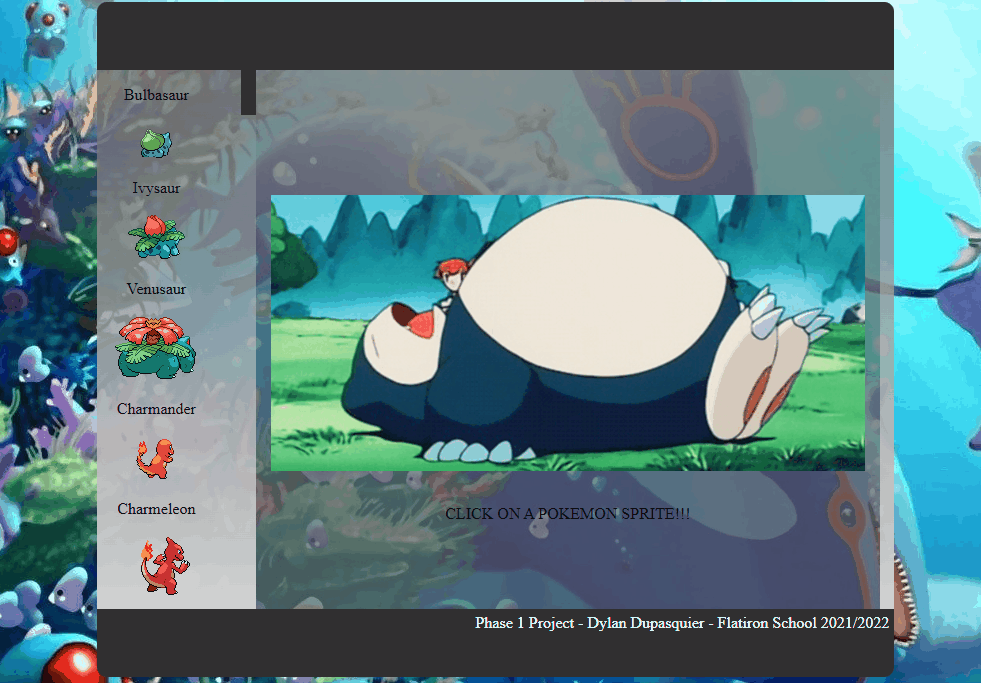 Bulbasaur
Ivysaur
Venusaur
Charmander
Charmeleon
CLICK ON A POKEMON SPRITE!!!
Phase 1 Project - Dylan Dupasquier - Flatiron School 2021/2022